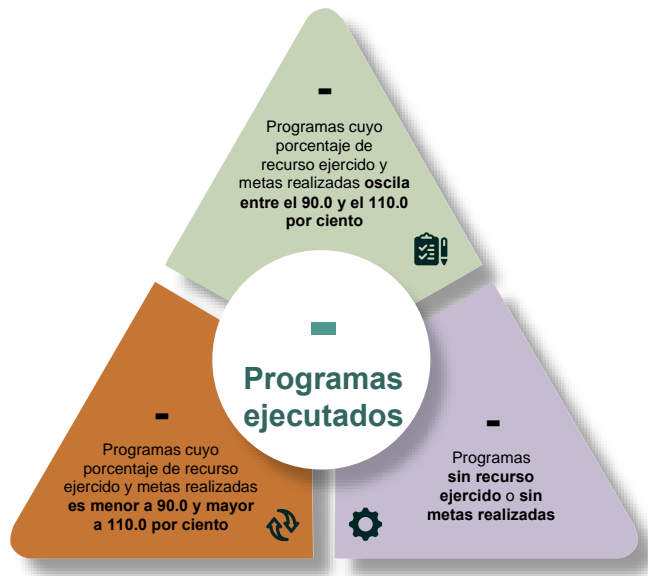 -
Programas cuyo
porcentaje de
recurso ejercido y
metas realizadas oscila
entre el 90.0 y el 110.0
por ciento
-
Programas
ejecutados
-
Programas cuyo
porcentaje de recurso
ejercido y metas realizadas
es menor a 90.0 y mayor
a 110.0 por ciento
-
Programas
sin recurso
ejercido o sin
metas realizadas